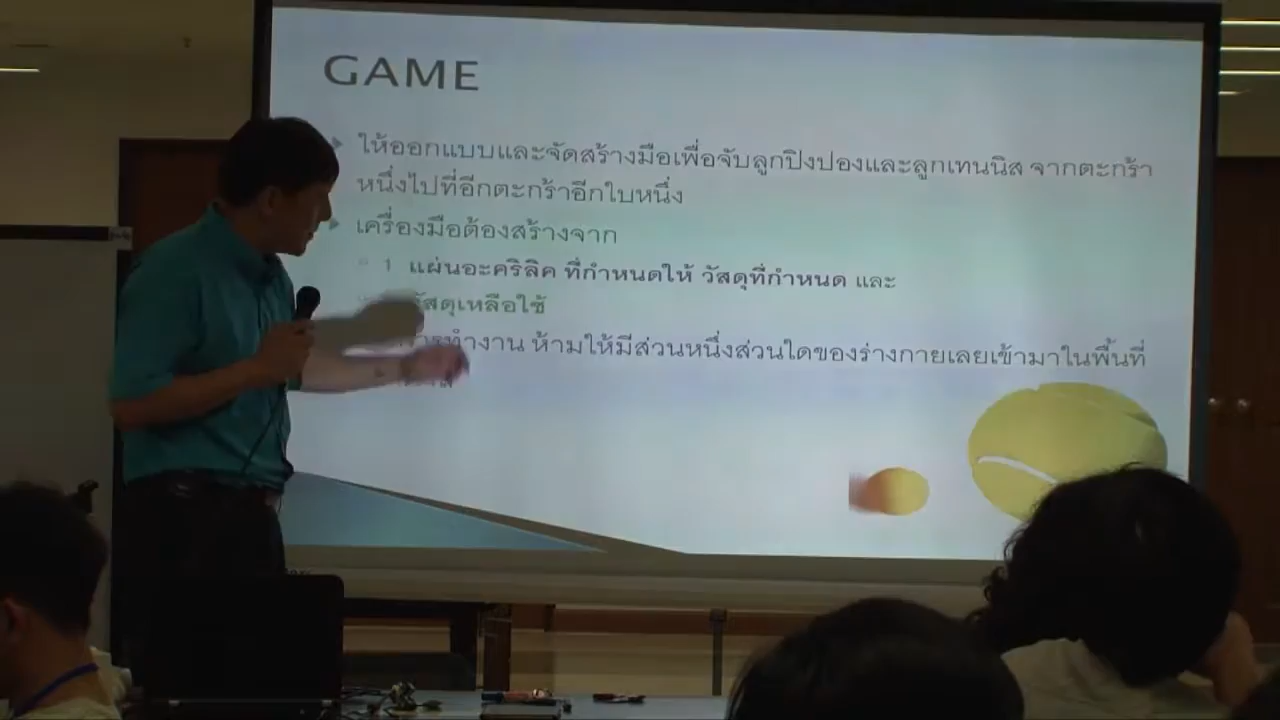 GAME
ให้ออกแบบและจัดสร้างมือเพื่อจับลูกปิงปองและลูกเทนนิส จากตะกร้า
หนึ่งไปที่อีกตะกร้าอีกใบหนึ่ง
เครื่องมือต้องสร้างจาก
1 แผ่นอะคริลิค ที่กำหนดให้ วัสดุที่กำหนด และ
วัสดุเหลือใช้
การทำงาน ห้ามให้มีส่วนหนึ่งส่วนใดของร่างกายเลยเข้ามาในพื้นที่